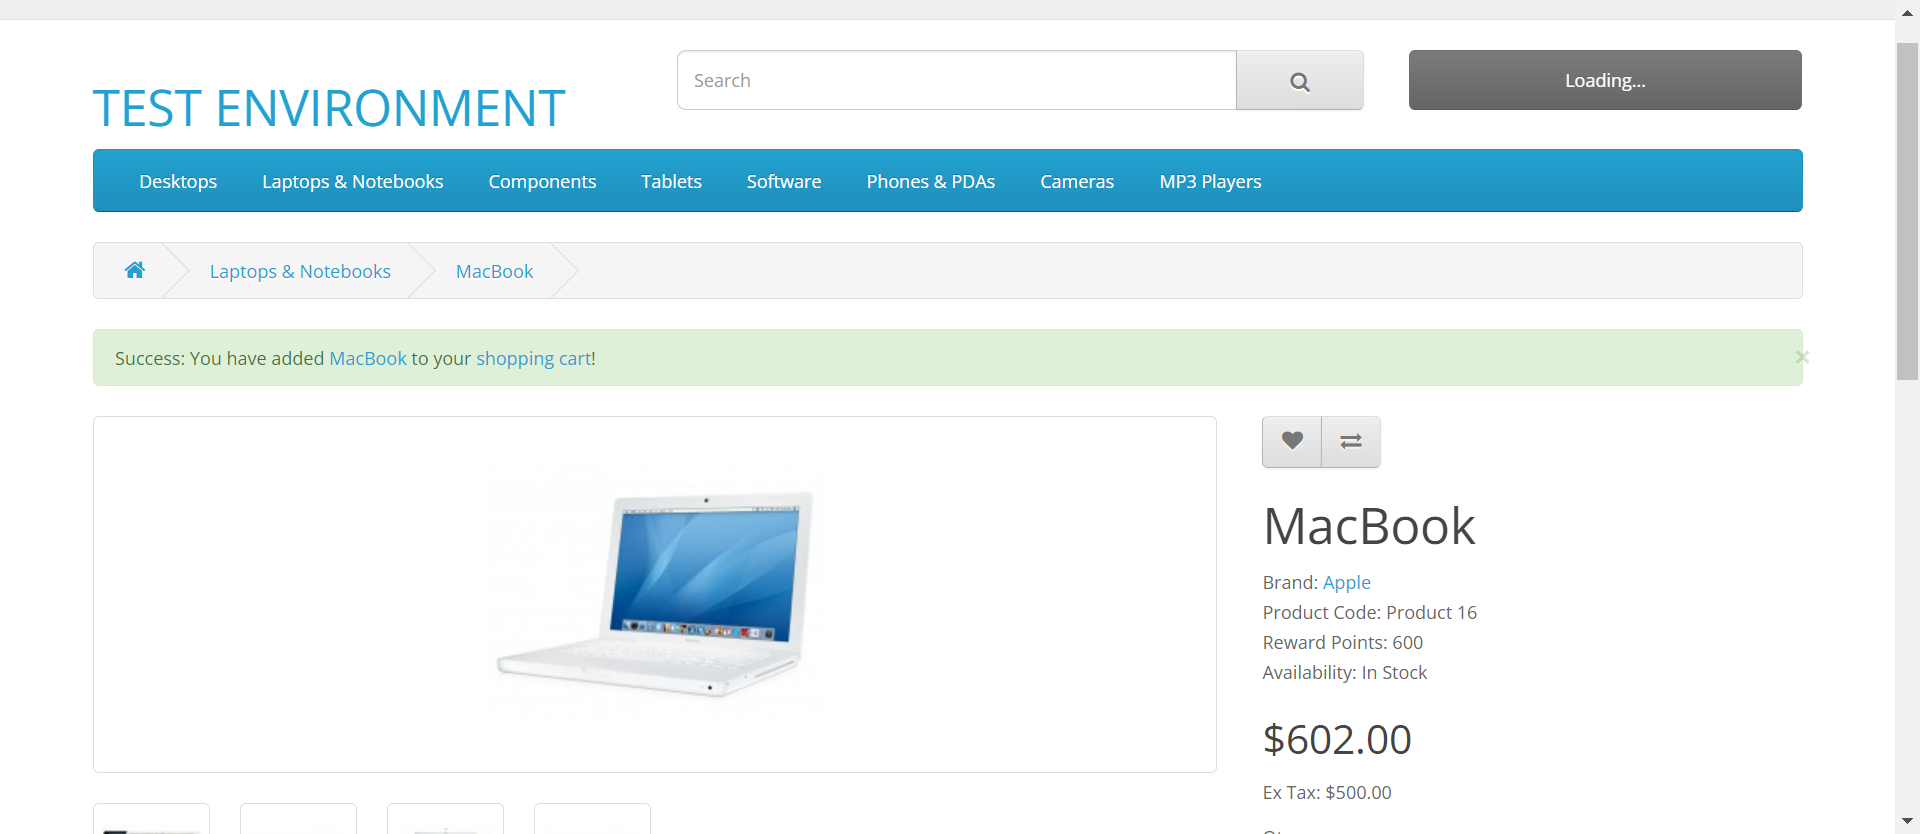 Search
Loading...
TEST ENVIRONMENT
Desktops Laptops & Notebooks Components Tablets Software Phones & PDAs Cameras MP3 Players
Laptops & Notebooks MacBook
Success: You have added MacBook to your shopping cart!
×
MacBook
Brand: Apple
Product Code: Product 16
Reward Points: 600
Availability: In Stock
$602.00
Ex Tax: $500.00